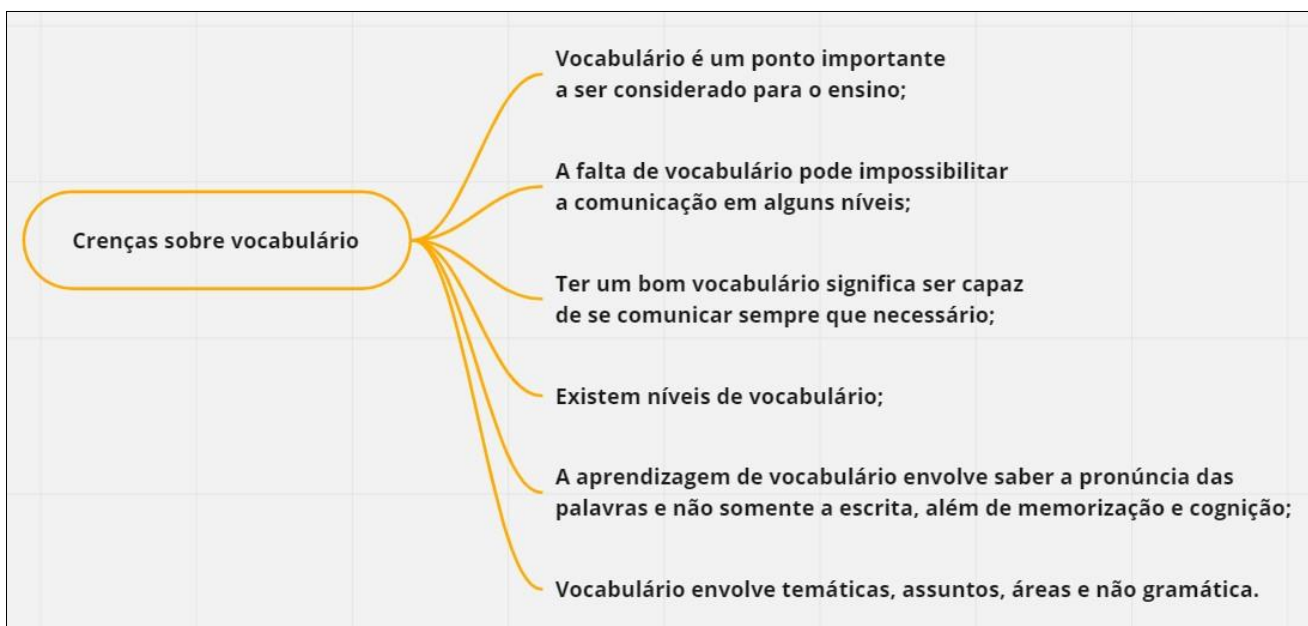 Crenças sobre vocabulário
Vocabulário é um ponto importante
a ser considerado para o ensino;
A falta de vocabulário pode impossibilitar
a comunicação em alguns níveis;
Ter um bom vocabulário significa ser capaz
de se comunicar sempre que necessário;
Existem níveis de vocabulário;
A aprendizagem de vocabulário envolve saber a pronúncia das
palavras e não somente a escrita, além de memorização e cognição;
Vocabulário envolve temáticas, assuntos, áreas e não gramática.